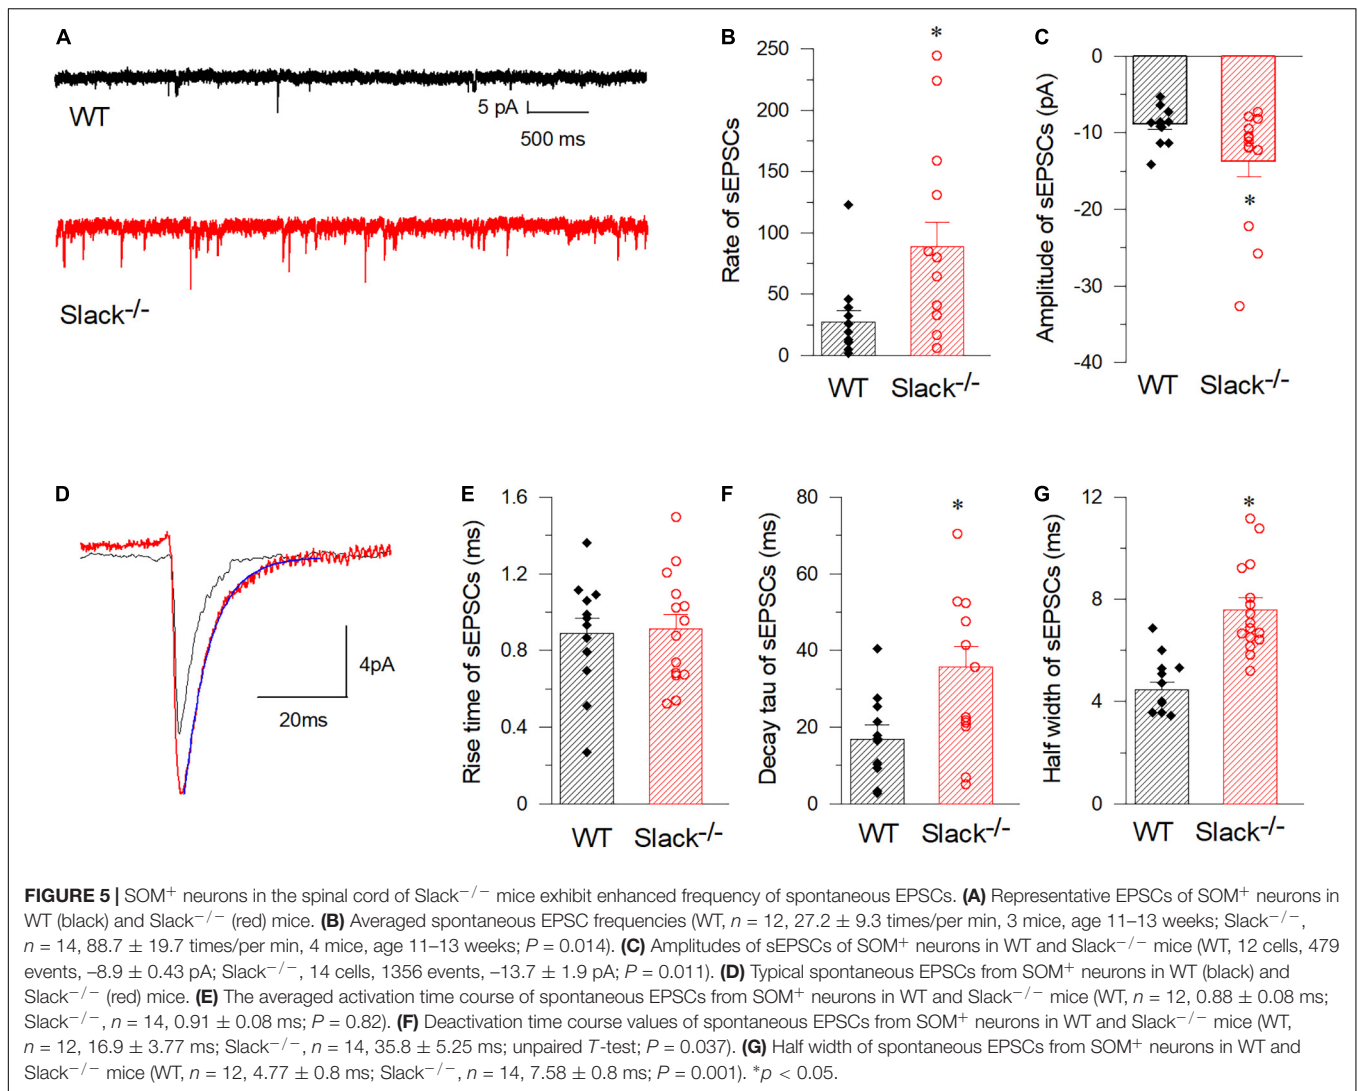 A
WT
5 pA
500 ms
Slack-/-
B
*
Rate of sEPSCs
250
200
150
100
50
0
WT
Slack-/-
C
Amplitude of sEPSCs (pA)
0
-10
-20
-30
-40
*
WT
Slack-/-
D
4pA
20ms
E
Rise time of sEPSCs (ms)
1.6
1.2
0.8
0.4
0
WT
Slack-/-
F
Decay tau of sEPSCs (ms)
80
60
40
20
0
*
WT
Slack-/-
G
Half width of sEPSCs (ms)
12
8
4
0
*
WT
Slack-/-
FIGURE 5 | SOM+ neurons in the spinal cord of Slack−/− mice exhibit enhanced frequency of spontaneous EPSCs. (A) Representative EPSCs of SOM+ neurons in
WT (black) and Slack−/− (red) mice. (B) Averaged spontaneous EPSC frequencies (WT, n = 12, 27.2 ± 9.3 times/per min, 3 mice, age 11–13 weeks; Slack−/−,
n = 14, 88.7 ± 19.7 times/per min, 4 mice, age 11–13 weeks; P = 0.014). (C) Amplitudes of sEPSCs of SOM+ neurons in WT and Slack−/− mice (WT, 12 cells, 479
events, –8.9 ± 0.43 pA; Slack−/−, 14 cells, 1356 events, –13.7 ± 1.9 pA; P = 0.011). (D) Typical spontaneous EPSCs from SOM+ neurons in WT (black) and
Slack−/− (red) mice. (E) The averaged activation time course of spontaneous EPSCs from SOM+ neurons in WT and Slack−/− mice (WT, n = 12, 0.88 ± 0.08 ms;
Slack−/−, n = 14, 0.91 ± 0.08 ms; P = 0.82). (F) Deactivation time course values of spontaneous EPSCs from SOM+ neurons in WT and Slack−/− mice (WT,
n = 12, 16.9 ± 3.77 ms; Slack−/−, n = 14, 35.8 ± 5.25 ms; unpaired T-test; P = 0.037). (G) Half width of spontaneous EPSCs from SOM+ neurons in WT and
Slack−/− mice (WT, n = 12, 4.77 ± 0.8 ms; Slack−/−, n = 14, 7.58 ± 0.8 ms; P = 0.001). *p < 0.05.